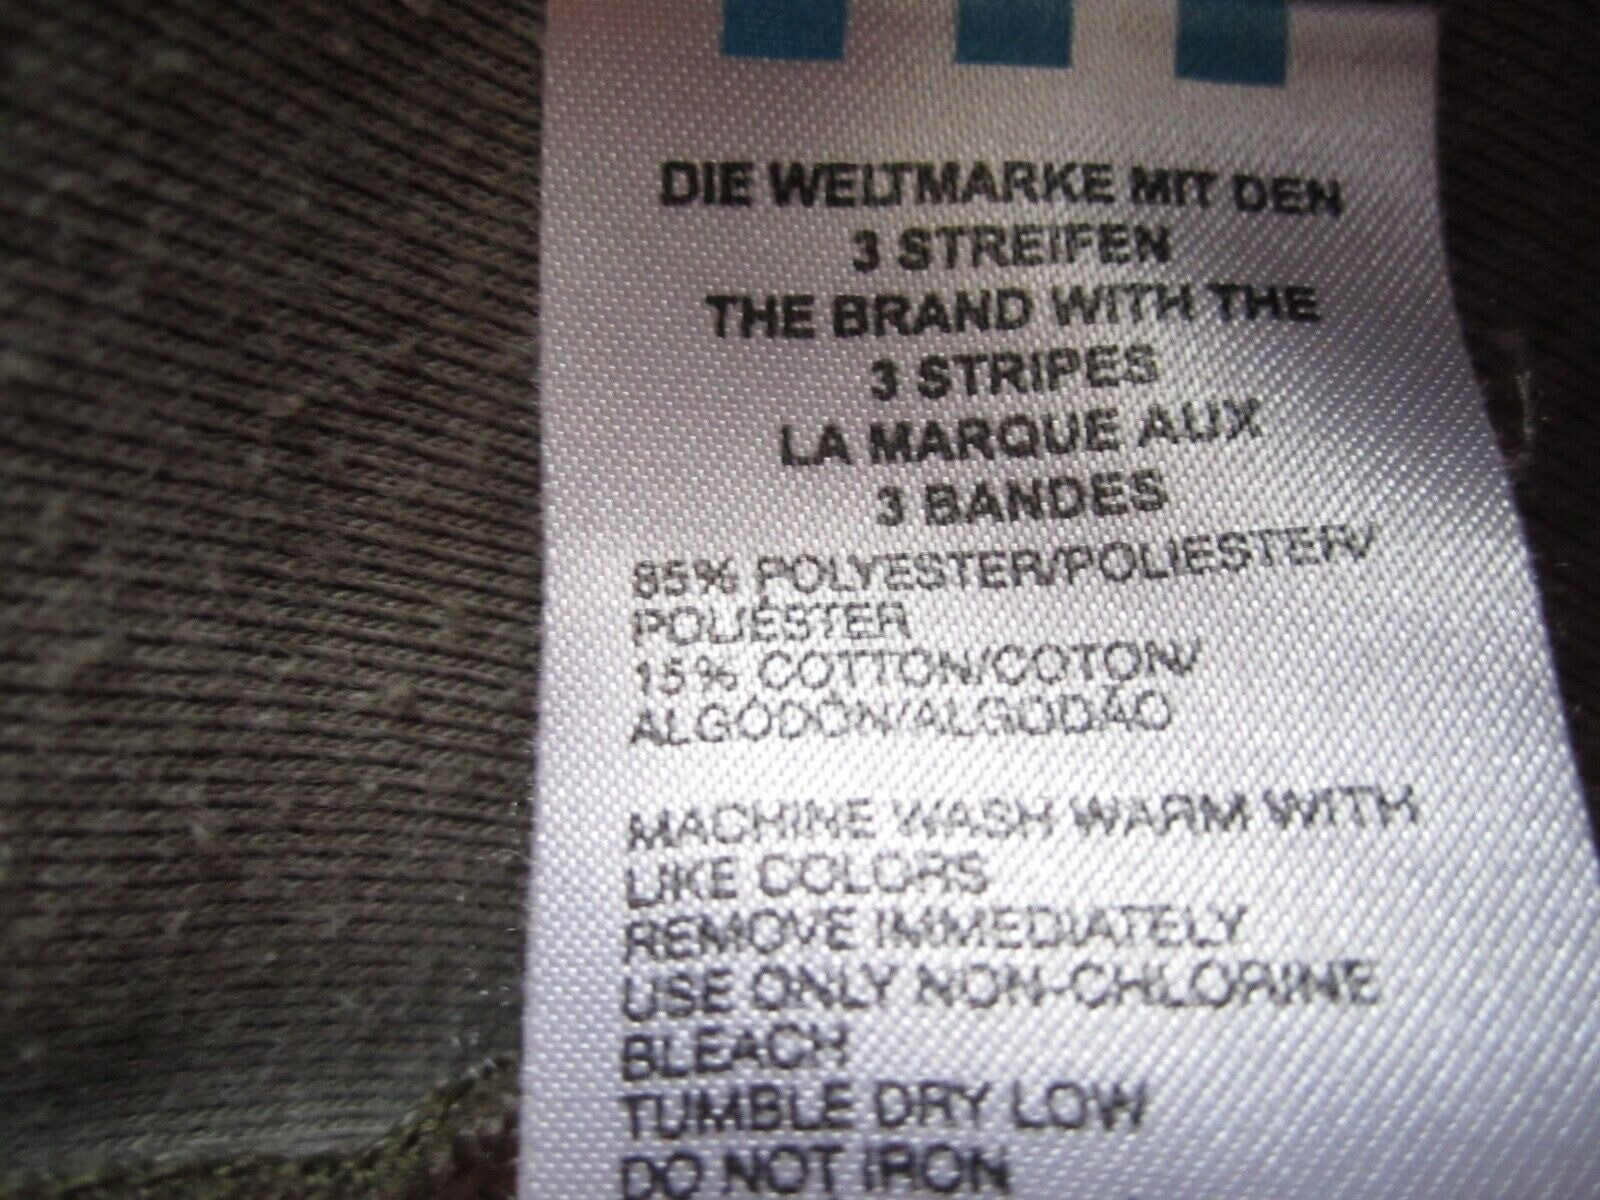 DIE WELTMARKE MIT DEN
3 STREIFEN
THE BRAND WITH THE
3 STRIPES
LA MARQUE AUX
3 BANDES
85% POLYESTER/POLIESTER/
POLIÉSTER
15% COTTON/COTON/
ALGODÓN/ALGODÃO
MACHINE WASH WARM WITH
LIKE COLORS
REMOVE IMMEDIATELY
USE ONLY NON-CHLORINE
BLEACH
TUMBLE DRY LOW
DO NOT IRON